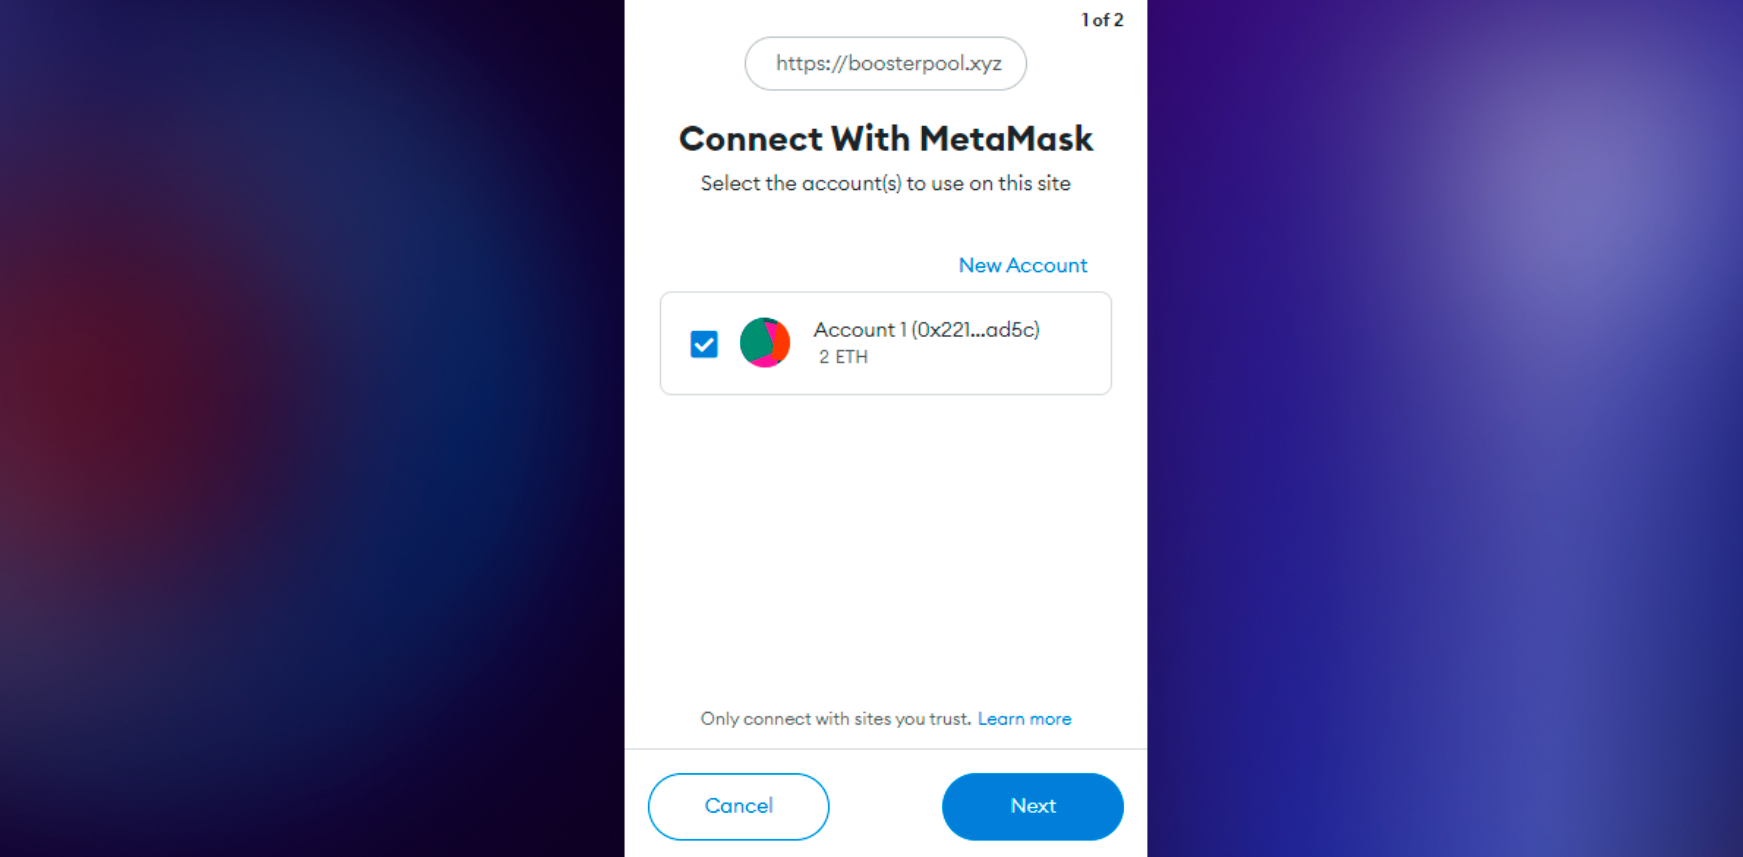 1 of 2
https://boosterpool.xyz
Connect With MetaMask
Select the account(s) to use on this site
New Account
Account 1 (0x221...ad5c)
2 ETH
Only connect with sites you trust. Learn more
Cancel
Next